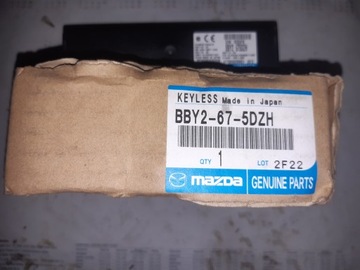 KEYLESS Made in Japan
BBY2-67-5DZH
QTY 1 LOT 2F22
mazda GENUINE PARTS